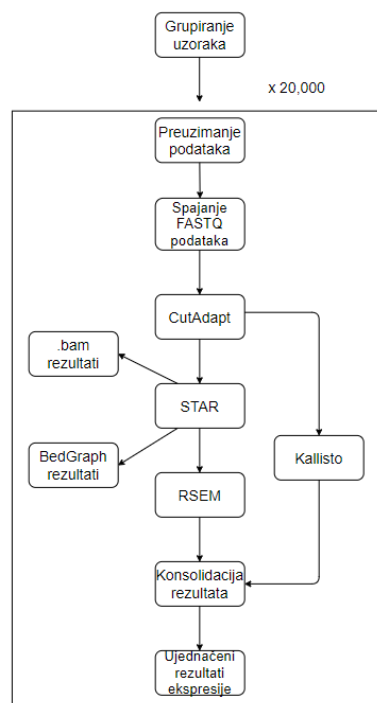 Grupiranje
uzoraka
x 20,000
Preuzimanje
podataka
Spajanje
FASTQ
podataka
CutAdapt
.bam
rezultati
STAR
BedGraph
rezultati
Kallisto
RSEM
Konsolidacija
rezultata
Ujednačeni
rezultati
ekspresije